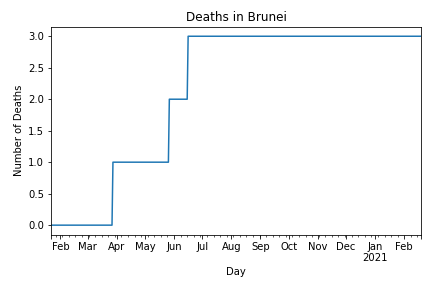 Deaths in Brunei
3.0
2.5
2.0
1.5
1.0
0.5
0.0
Number of Deaths
Feb Mar Apr May Jun Jul Aug Sep Oct Nov Dec Jan Feb
2021
Day